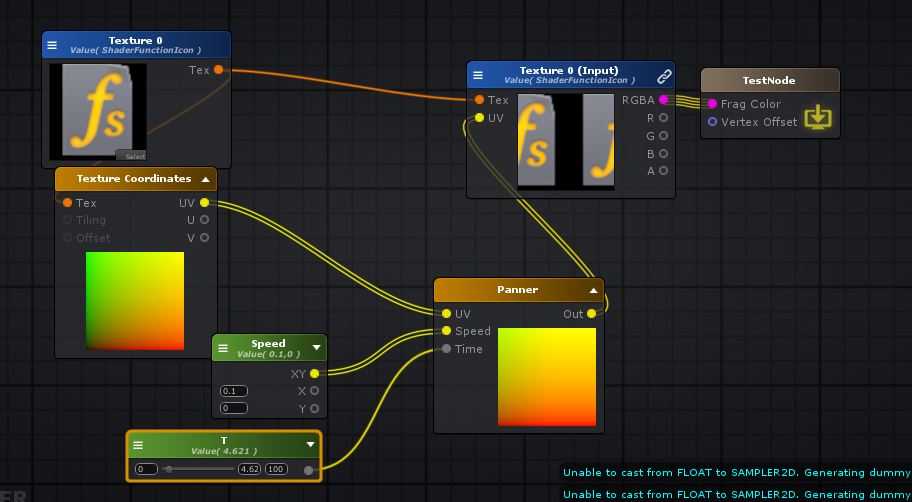 Texture 0
Value( ShaderFunctionIcon )
Tex
fs
Select
Texture 0 (Input)
Value( ShaderFunctionIcon )
Tex
UV
RGBA
R
G
B
A
fs
f
TestNode
Frag Color
Vertex Offset
Texture Coordinates
Tex
UV
Tiling
U
Offset
V
Panner
UV
Out
Speed
Time
Speed
Value( 0.1,0 )
XY
0.1
X
0
Y
T
Value( 4.621 )
0
4.62
100
Unable to cast from FLOAT to SAMPLER2D. Generating dummy
Unable to cast from FLOAT to SAMPLER2D. Generating dummy
ER